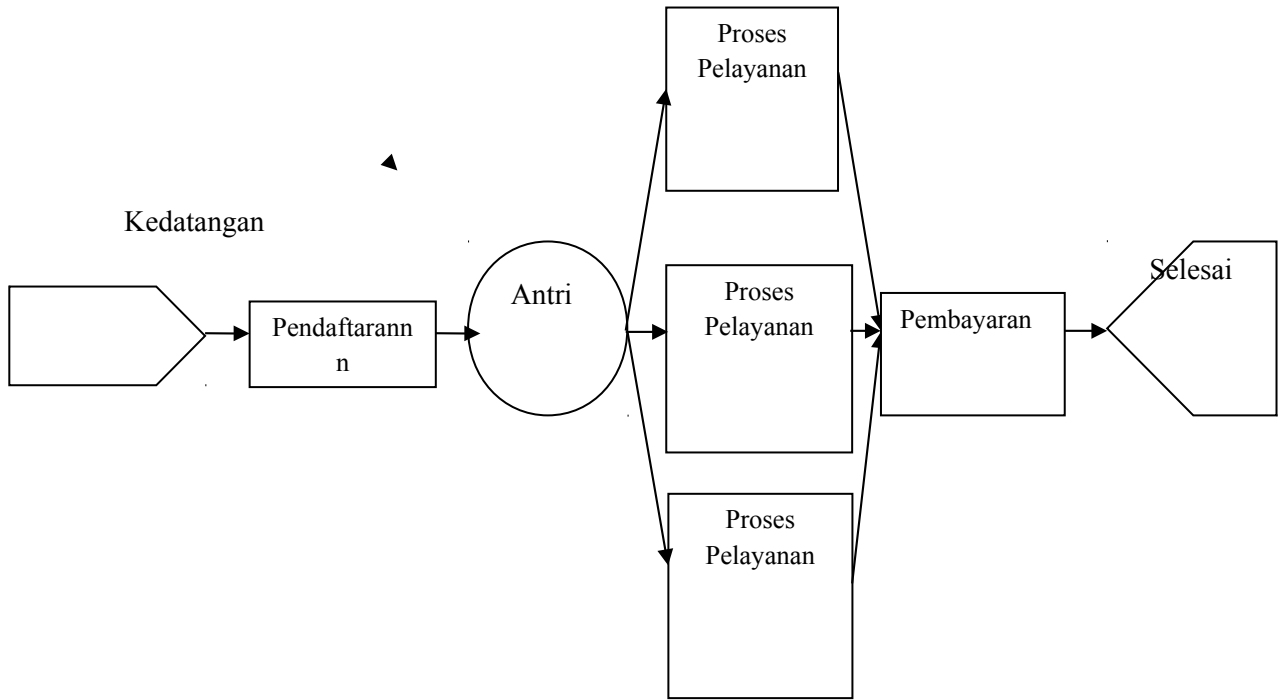 Kedatangan
Pendaftarann
n
Antri
Proses
Pelayanan
Proses
Pelayanan
Proses
Pelayanan
Pembayaran
Selesai